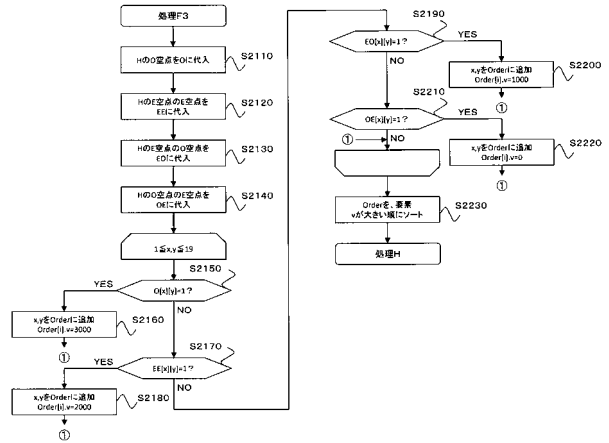 処理F3
HのO空点をOに代入
S2110
HのE空点のE空点を
EEに代入
S2120
HのE空点のO空点を
EOに代入
S2130
HのO空点のE空点を
OEに代入
S2140
1≦x,y≦19
S2150
O[x][y]=1?
YES
NO
x,yをOrderに追加
Order[i].v=3000
S2160
①
S2170
EE[x][y]=1?
YES
NO
x,yをOrderに追加
Order[i].v=2000
S2180
①
S2190
EO[x][y]=1?
YES
NO
x,yをOrderに追加
Order[i].v=1000
S2200
①
S2210
OE[x][y]=1?
YES
NO
①
x,yをOrderに追加
Order[i].v=0
S2220
①
Orderを、要素
vが大きい順にソート
S2230
処理H